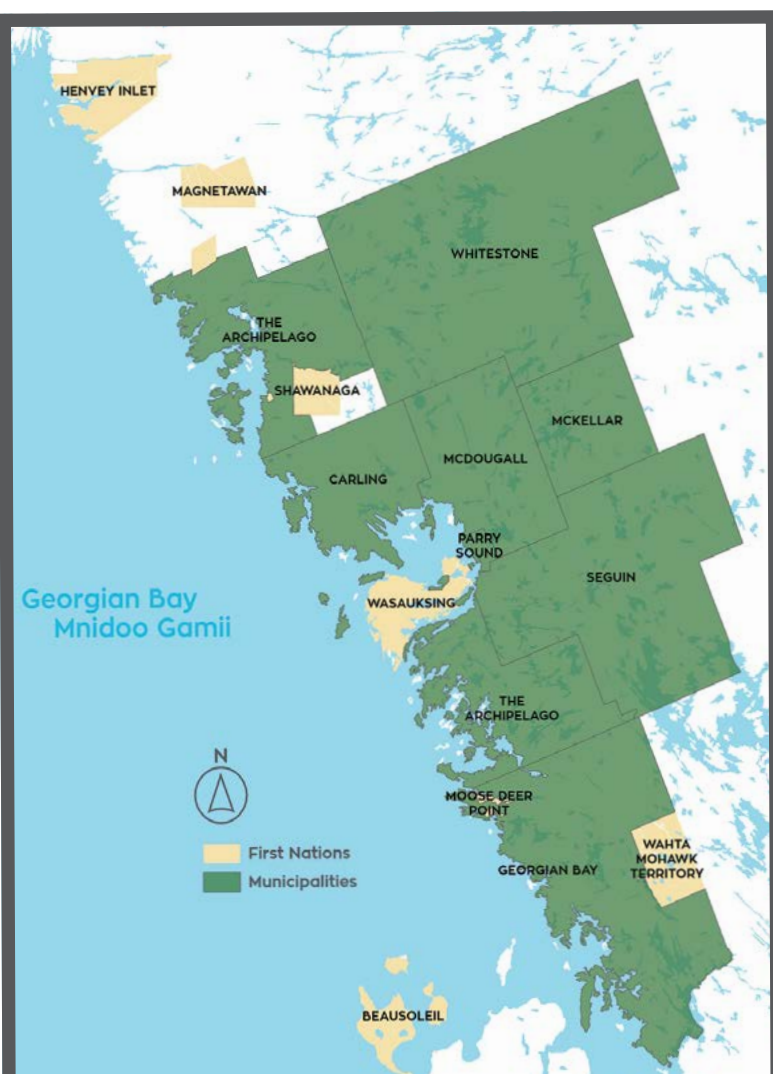 HENVEY INLET
MAGNETAWAN
WHITESTONE
THE
ARCHIPELAGO
SHAWANAGA
MCKELLAR
MCDOUGALL
CARLING
PARRY
SOUND
SEGUIN
WASAUKSING
Georgian Bay
Mnidoo Gamii
THE
ARCHIPELAGO
N
MOOSE DEER
POINT
First Nations
Municipalities
WAHTA
MOHAWK
TERRITORY
GEORGIAN BAY
BEAUSOLEIL